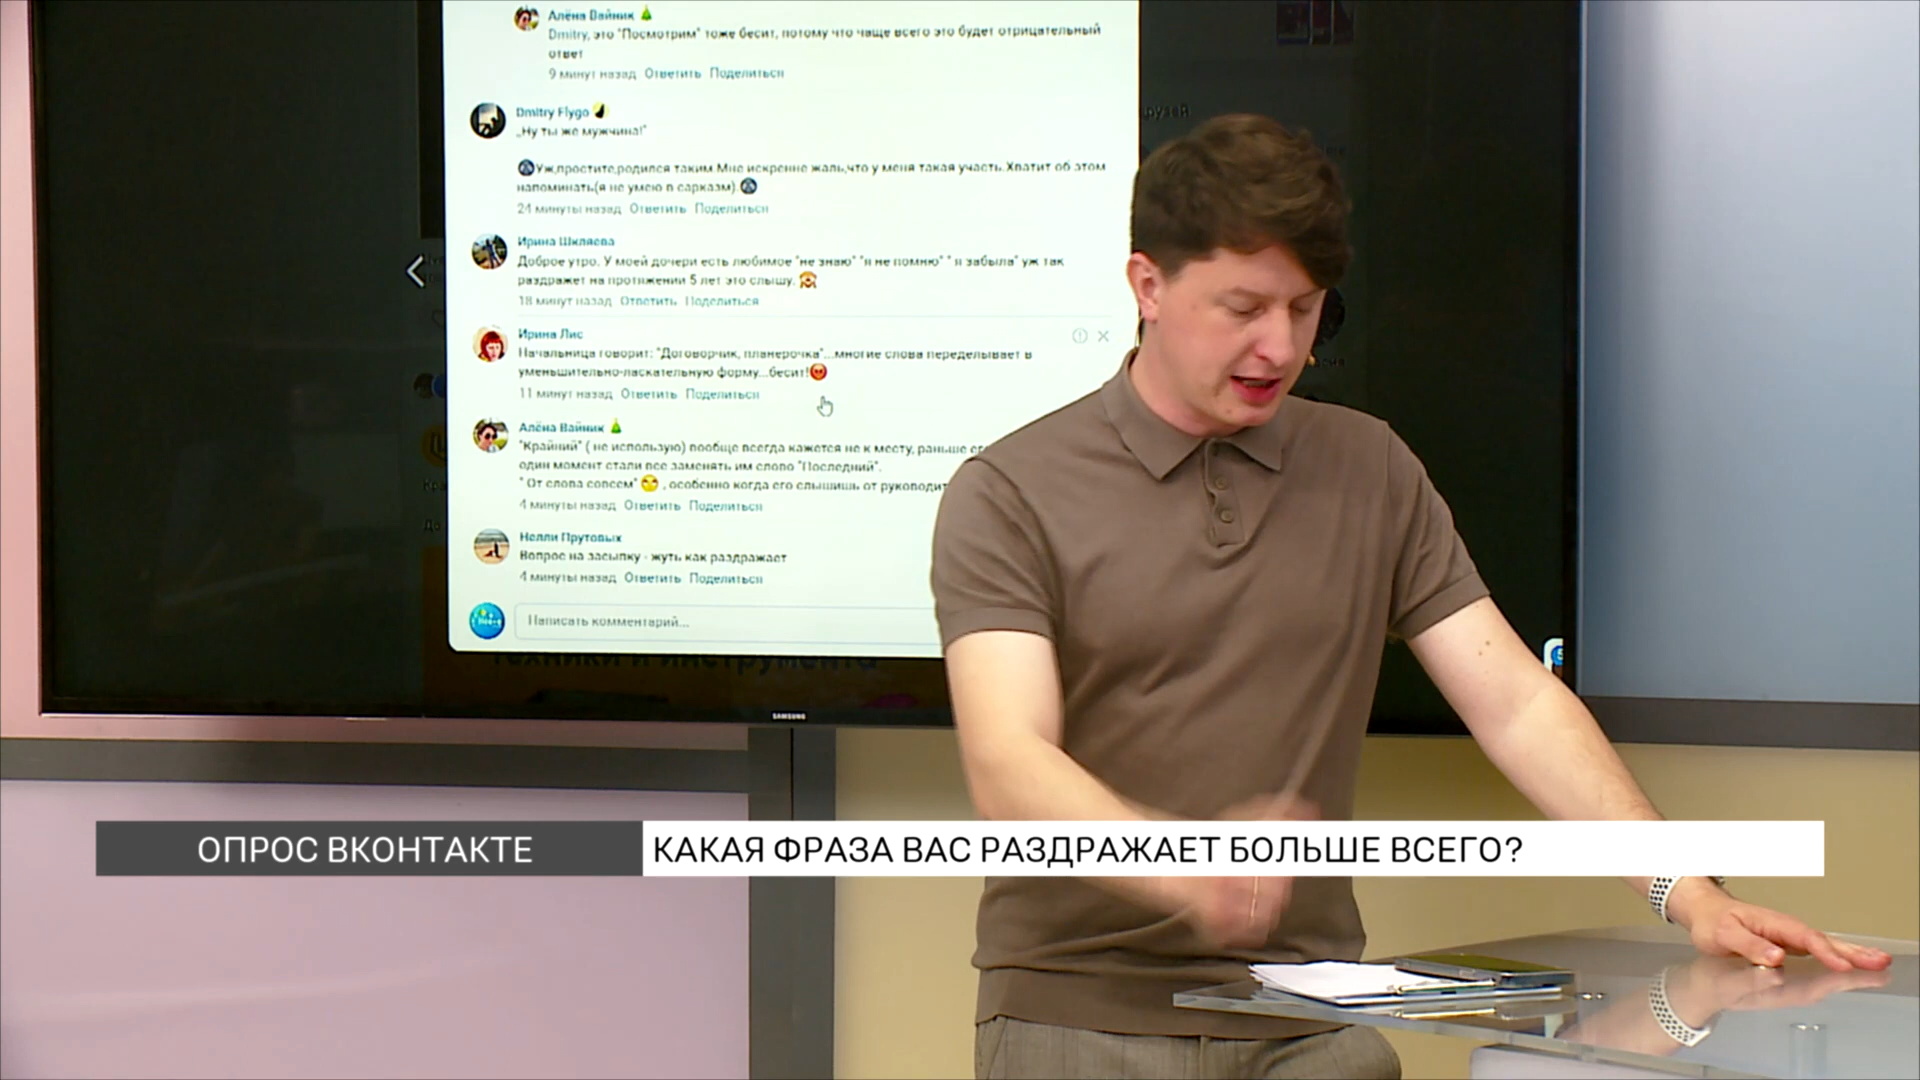 Алёна Вайник
Dmitry, это "Посмотрим" тоже бесит, потому что чаще всего это будет отрицательный
ответ
9 минут назад Ответить Поделиться
Dmitry Flygo
„Ну ты же мужчина!"
Уж,простите,родился таким.Мне искренне жаль,что у меня такая участь.Хватит об этом
напоминать(я не умею в сарказм).
24 минуты назад Ответить Поделиться
Ирина Шкляева
Доброе утро. У моей дочери есть любимое "не знаю" "я не помню" " я забыла" уж так
раздражет на протяжении 5 лет это слышу.
18 минут назад Ответить Поделиться
Ирина Лис
Начальница говорит: "Договорчик, планерочка"...многие слова переделывает в
уменьшительно-ласкательную форму...бесит!
11 минут назад Ответить Поделиться
Алёна Вайник
"Крайний" ( не использую) вообще всегда кажется не к месту, раньше
один момент стали все заменять им слово "Последний".
" От слова совсем" , особенно когда его слышишь от
4 минуты назад Ответить Поделиться
Нелли Прутовых
Вопрос на засыпку - жуть как раздражает
4 минуты назад Ответить Поделиться
Написать комментарий...
техники и инструмента
SAMSUNG
ОПРОС ВКОНТАКТЕ КАКАЯ ФРАЗА ВАС РАЗДРАЖАЕТ БОЛЬШЕ ВСЕГО?